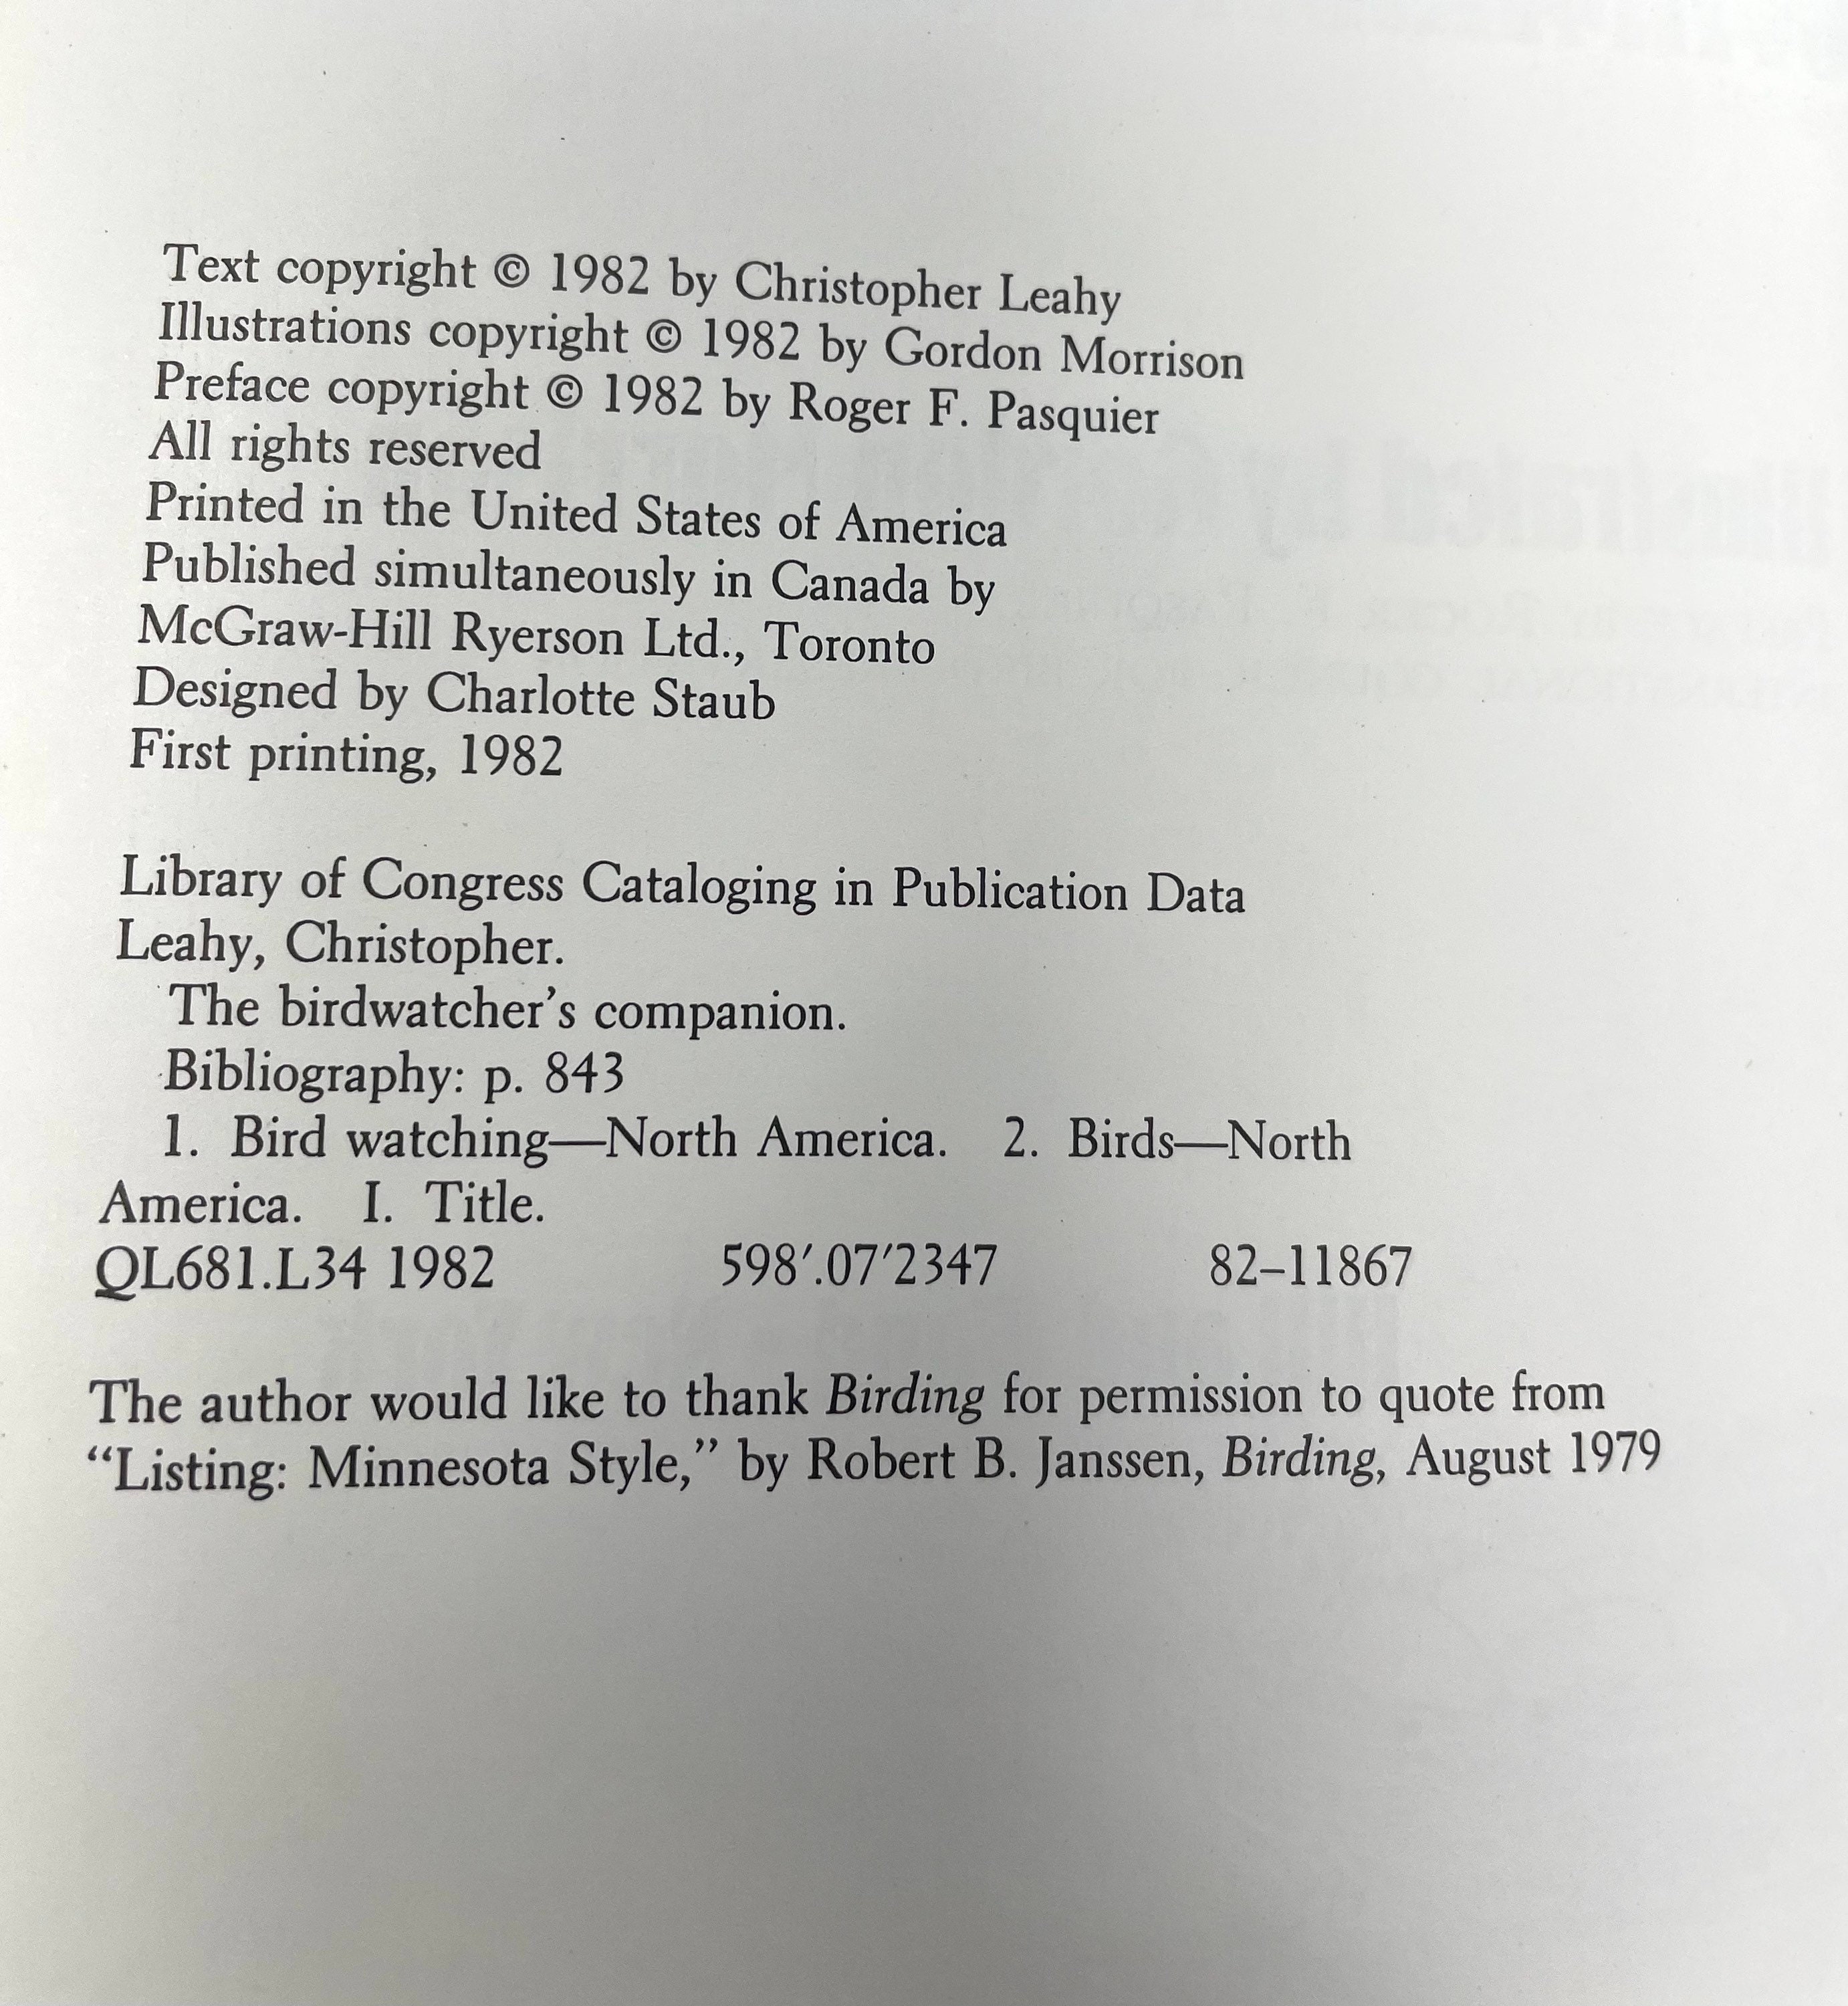 Text copyright © 1982 by Christopher Leahy
Illustrations copyright © 1982 by Gordon Morrison
Preface copyright © 1982 by Roger F. Pasquier
All rights reserved
Printed in the United States of America
Published simultaneously in Canada by
McGraw-Hill Ryerson Ltd., Toronto
Designed by Charlotte Staub
First printing, 1982
Library of Congress Cataloging in Publication Data
Leahy, Christopher.
The birdwatcher’s companion.
Bibliography: p. 843
1. Bird watching—North America. 2. Birds—North
America. I. Title.
QL681.L34 1982 598′.07′2347 82–11867
The author would like to thank Birding for permission to quote from
“Listing: Minnesota Style,” by Robert B. Janssen, Birding, August 1979